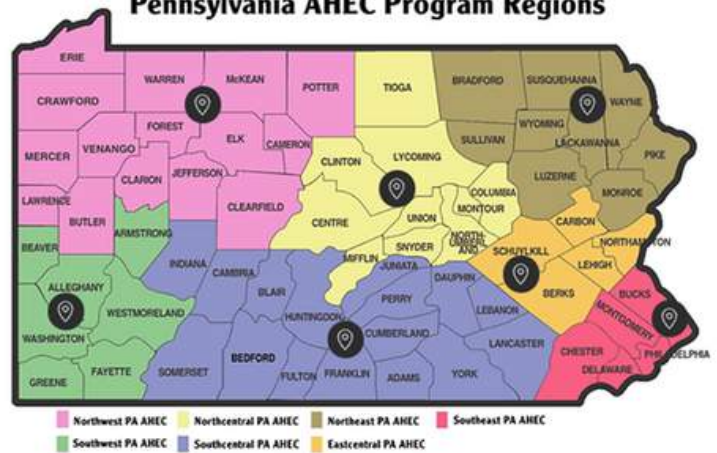 Pennsylvania AHEC Program Regions
ERIE
WARREN
McKEAN
POTTER
TIOGA
BRADFORD
SUSQUEHANNA
WAYNE
CRAWFORD
FOREST
ELK
CAMERON
SULLIVAN
WYOMING
LACKAWANNA
PIKE
MERCER
VENANGO
CLARION
JEFFERSON
CLINTON
LYCOMING
LUZERNE
MONROE
LAWRENCE
BUTLER
CLEARFIELD
CENTRE
UNION
COLUMBIA
MONTOUR
CARBON
BEAVER
ARMSTRONG
INDIANA
CAMBRIA
MIFFLIN
SNYDER
NORTH-
UMBERL
AND
SCHUYLKILL
NORTHAMPTON
LEHIGH
JUNIATA
DAUPHIN
ALLEGHANY
WESTMORELAND
BLAIR
HUNTINGDON
PERRY
LEBANON
BERKS
BUCKS
MONTGOMERY
WASHINGTON
CUMBERLAND
LANCASTER
CHESTER
PHILADELPHIA
DELAWARE
GREENE
FAYETTE
SOMERSET
BEDFORD
FULTON
FRANKLIN
ADAMS
YORK
Northwest PA AHEC
Northcentral PA AHEC
Northeast PA AHEC
Southeast PA AHEC
Southwest PA AHEC
Southcentral PA AHEC
Eastcentral PA AHEC